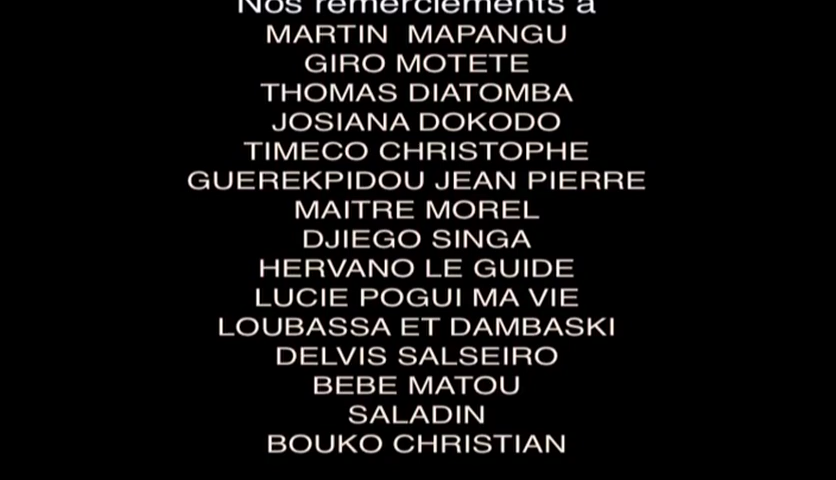 Nos remerciements à
MARTIN MAPANGU
GIRO MOTETE
THOMAS DIATOMBA
JOSIANA DOKODO
TIMECO CHRISTOPHE
GUEREKPIDOU JEAN PIERRE
MAITRE MOREL
DJIEGO SINGA
HERVANO LE GUIDE
LUCIE POGUI MA VIE
LOUBASSA ET DAMBASKI
DELVIS SALSEIRO
BEBE MATOU
SALADIN
BOUKO CHRISTIAN